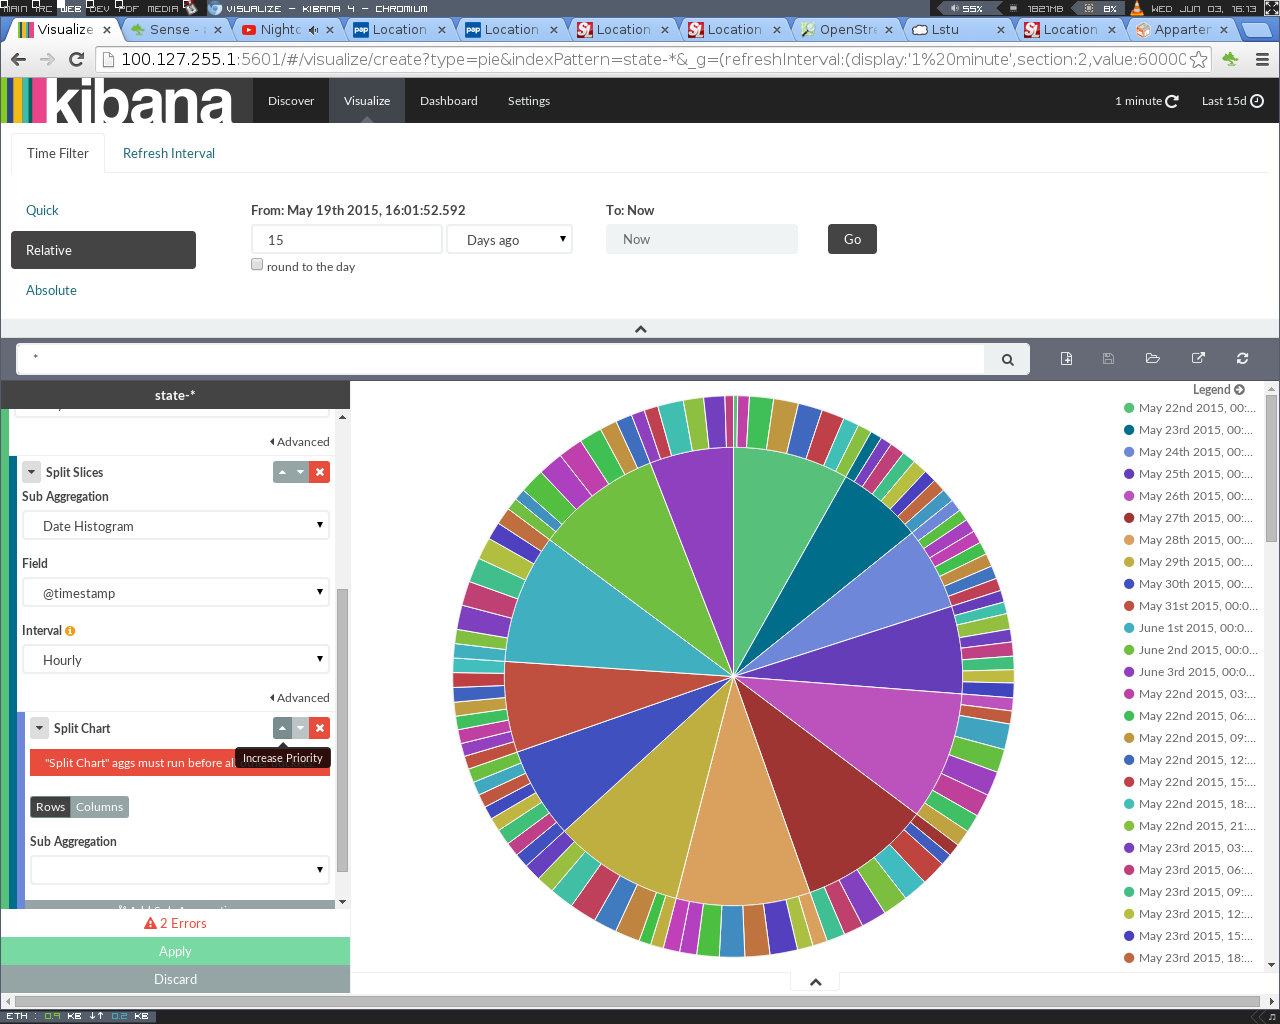 MAIN ARC WEB DEV PDF MEDIA VISUALIZE - KIBANA 4 - CHROMIUM 55% 1821MB 8% WED JUN 03, 16:13
Visualize Sense - Nightc Location Location Location Location OpenStre Lstu Location Apparter
100.127.255.1:5601/#/visualize/create?type=pie&indexPattern=state-*&_g=(refreshInterval:(display:'1%20minute',section:2,value:60000
kibana Discover Visualize Dashboard Settings 1 minute Last 15d
Time Filter Refresh Interval
Quick
Relative
Absolute
From: May 19th 2015, 16:01:52.592
15 Days ago
round to the day
To: Now
Now
Go
*
state-*
Advanced
Split Slices
Sub Aggregation
Date Histogram
Field
@timestamp
Interval
Hourly
Advanced
Split Chart
Increase Priority
"Split Chart" aggs must run before al
Rows Columns
Sub Aggregation
2 Errors
Apply
Discard
Legend
May 22nd 2015, 00:...
May 23rd 2015, 00:...
May 24th 2015, 00:...
May 25th 2015, 00:...
May 26th 2015, 00:...
May 27th 2015, 00:...
May 28th 2015, 00:...
May 29th 2015, 00:...
May 30th 2015, 00:...
May 31st 2015, 00:0...
June 1st 2015, 00:0...
June 2nd 2015, 00:0...
June 3rd 2015, 00:0...
May 22nd 2015, 03:...
May 22nd 2015, 06:...
May 22nd 2015, 09:...
May 22nd 2015, 12:...
May 22nd 2015, 15:...
May 22nd 2015, 18:...
May 22nd 2015, 21:...
May 23rd 2015, 03:...
May 23rd 2015, 06:...
May 23rd 2015, 09:...
May 23rd 2015, 12:...
May 23rd 2015, 15:...
May 23rd 2015, 18:...
ETH : 0.9 KB 0.2 KB